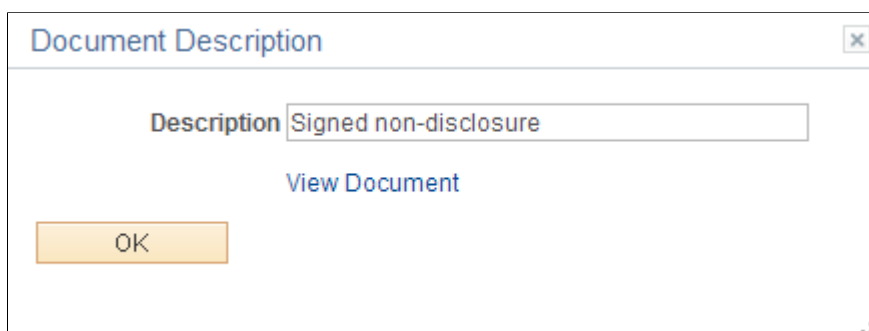 Document Description
Description Signed non-disclosure
View Document
OK